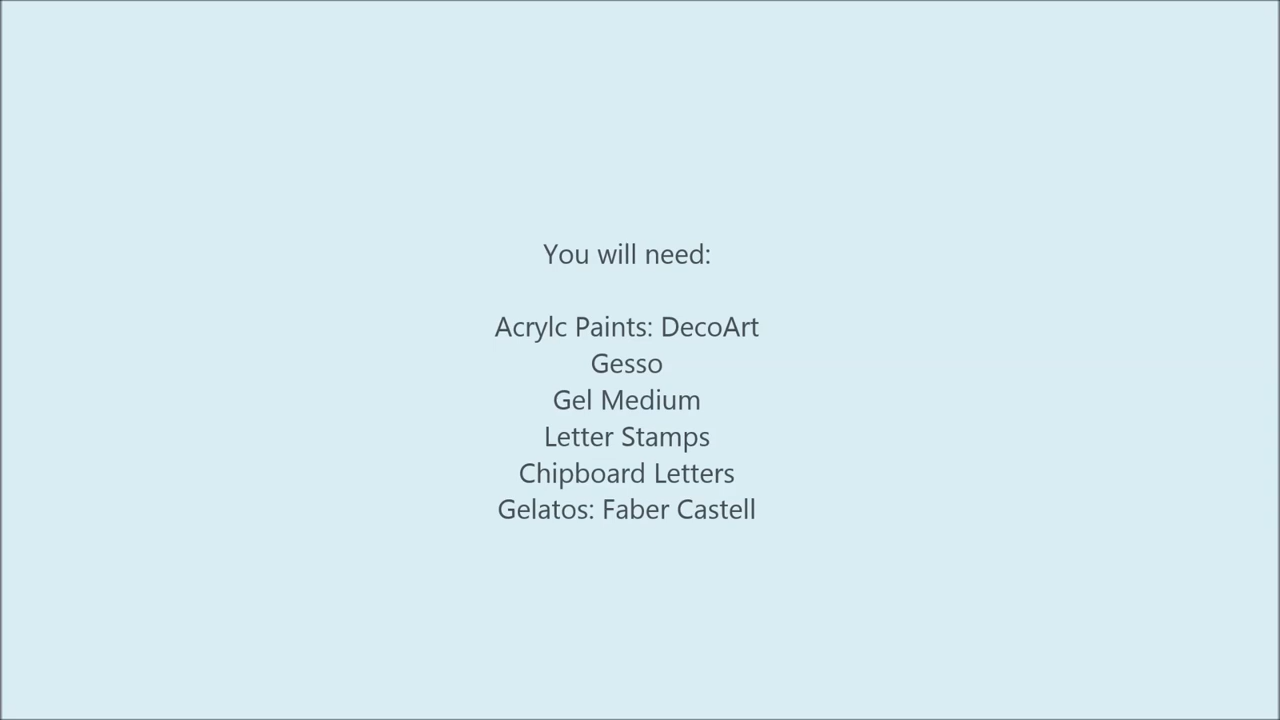 You will need:
Acrylc Paints: DecoArt
Gesso
Gel Medium
Letter Stamps
Chipboard Letters
Gelatos: Faber Castell